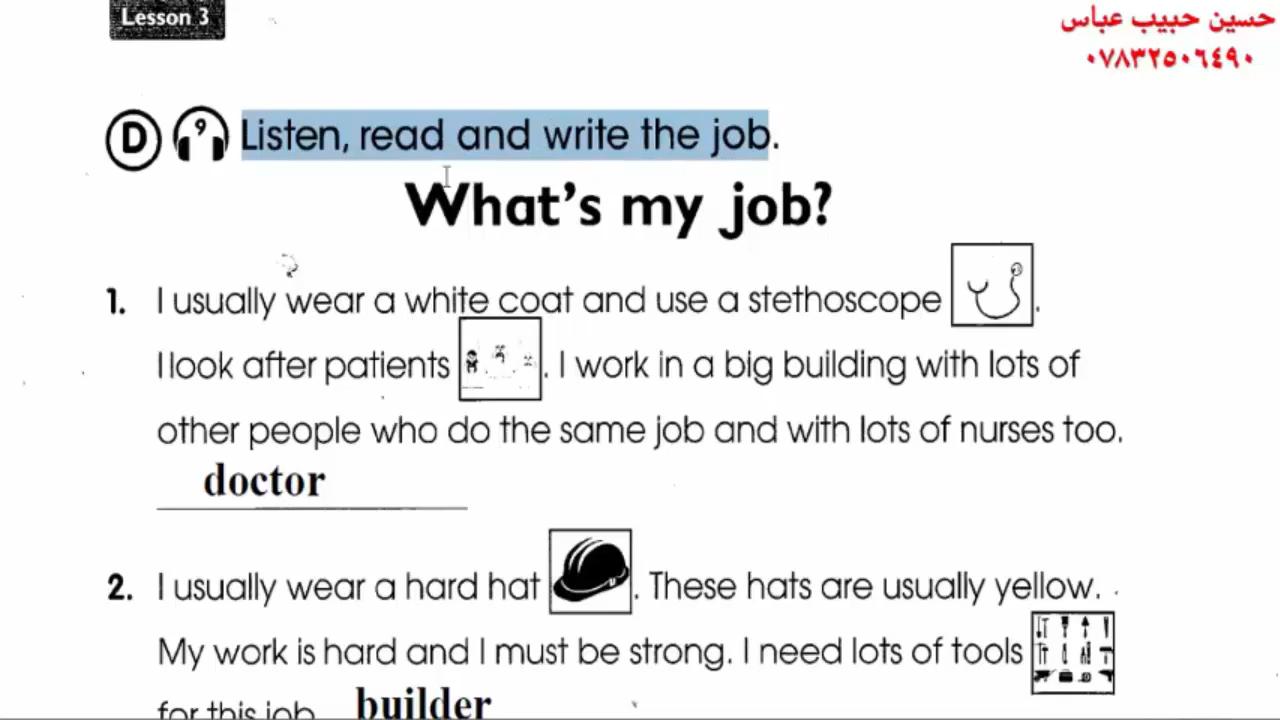 Lesson 3
حسين حبيب عباس
٠٧٨٣٢٥٠٦٤٩٠
D 9 Listen, read and write the job.
What's my job?
1. I usually wear a white coat and use a stethoscope .
I look after patients . I work in a big building with lots of
other people who do the same job and with lots of nurses too.
doctor
2. I usually wear a hard hat . These hats are usually yellow.
My work is hard and I must be strong. I need lots of tools
for this job. builder